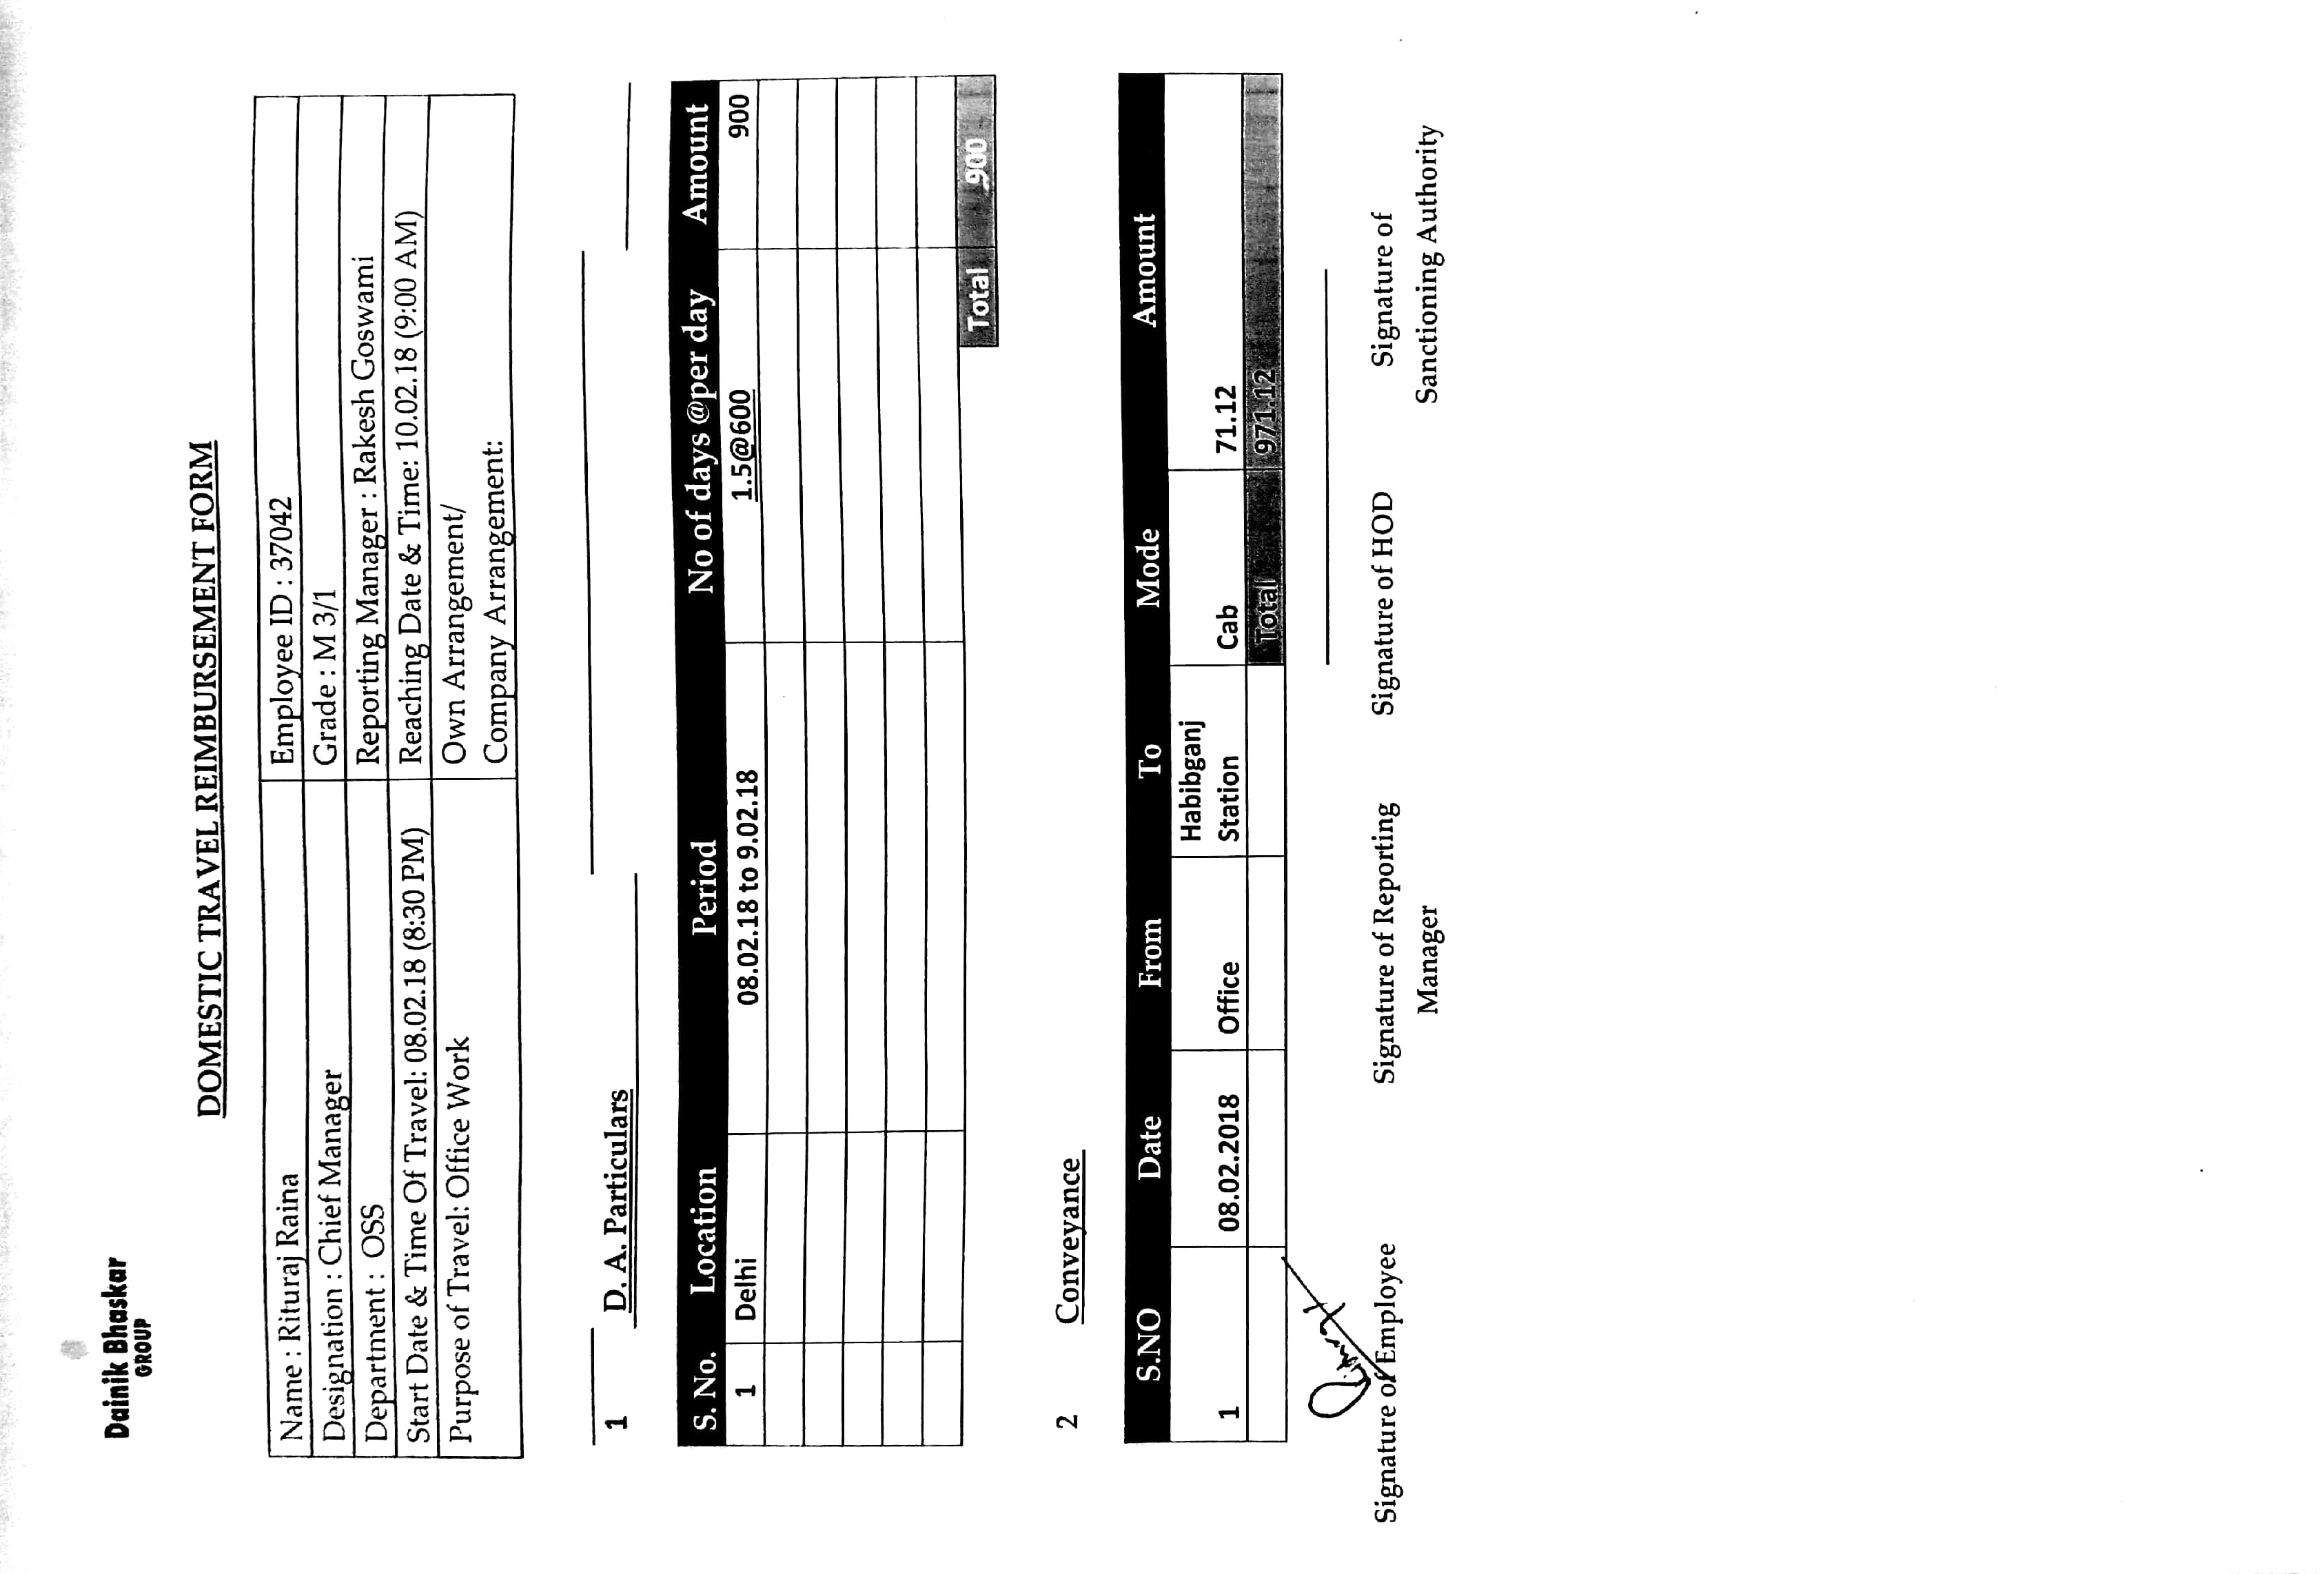 Dainik Bhaskar
GROUP
DOMESTIC TRAVEL REIMBURSEMENT FORM
Name : Rituraj Raina Employee ID : 37042
Designation : Chief Manager Grade : M 3/1
Department : OSS Reporting Manager : Rakesh Goswami
Start Date & Time Of Travel: 08.02.18 (8:30 PM) Reaching Date & Time: 10.02.18 (9:00 AM)
Purpose of Travel: Office Work Own Arrangement/
Company Arrangement:
1 D. A. Particulars
S. No. Location Period No of days @per day Amount
1 Delhi 08.02.18 to 9.02.18 1.5@600 900
Total 900
2 Conveyance
S.NO Date From To Mode Amount
Habibganj
1 08.02.2018 Office Station Cab 71.12
Total 971.12
Rituraj
Signature of Employee Signature of Reporting Signature of HOD Signature of
Manager Sanctioning Authority